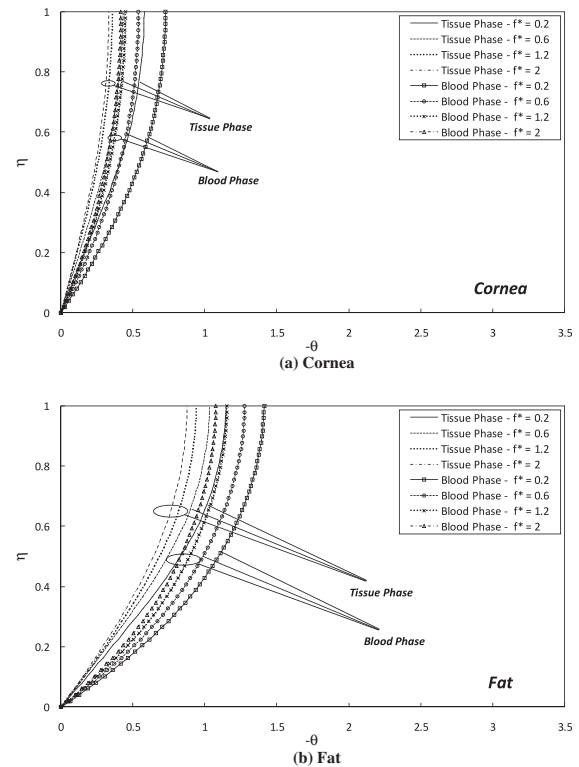 1
0.8
0.6
0.4
0.2
0
η
0 0.5 1 1.5 2 2.5 3 3.5
-θ
Tissue Phase - f* = 0.2
Tissue Phase - f* = 0.6
Tissue Phase - f* = 1.2
Tissue Phase - f* = 2
Blood Phase - f* = 0.2
Blood Phase - f* = 0.6
Blood Phase - f* = 1.2
Blood Phase - f* = 2
Tissue Phase
Blood Phase
Cornea
(a) Cornea
1
0.8
0.6
0.4
0.2
0
η
0 0.5 1 1.5 2 2.5 3 3.5
-θ
Tissue Phase - f* = 0.2
Tissue Phase - f* = 0.6
Tissue Phase - f* = 1.2
Tissue Phase - f* = 2
Blood Phase - f* = 0.2
Blood Phase - f* = 0.6
Blood Phase - f* = 1.2
Blood Phase - f* = 2
Tissue Phase
Blood Phase
Fat
(b) Fat